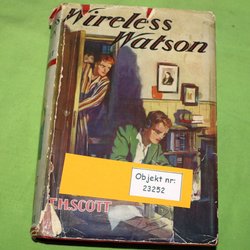 Wireless
Watson
Objekt nr:
23252
T.H.SCOTT